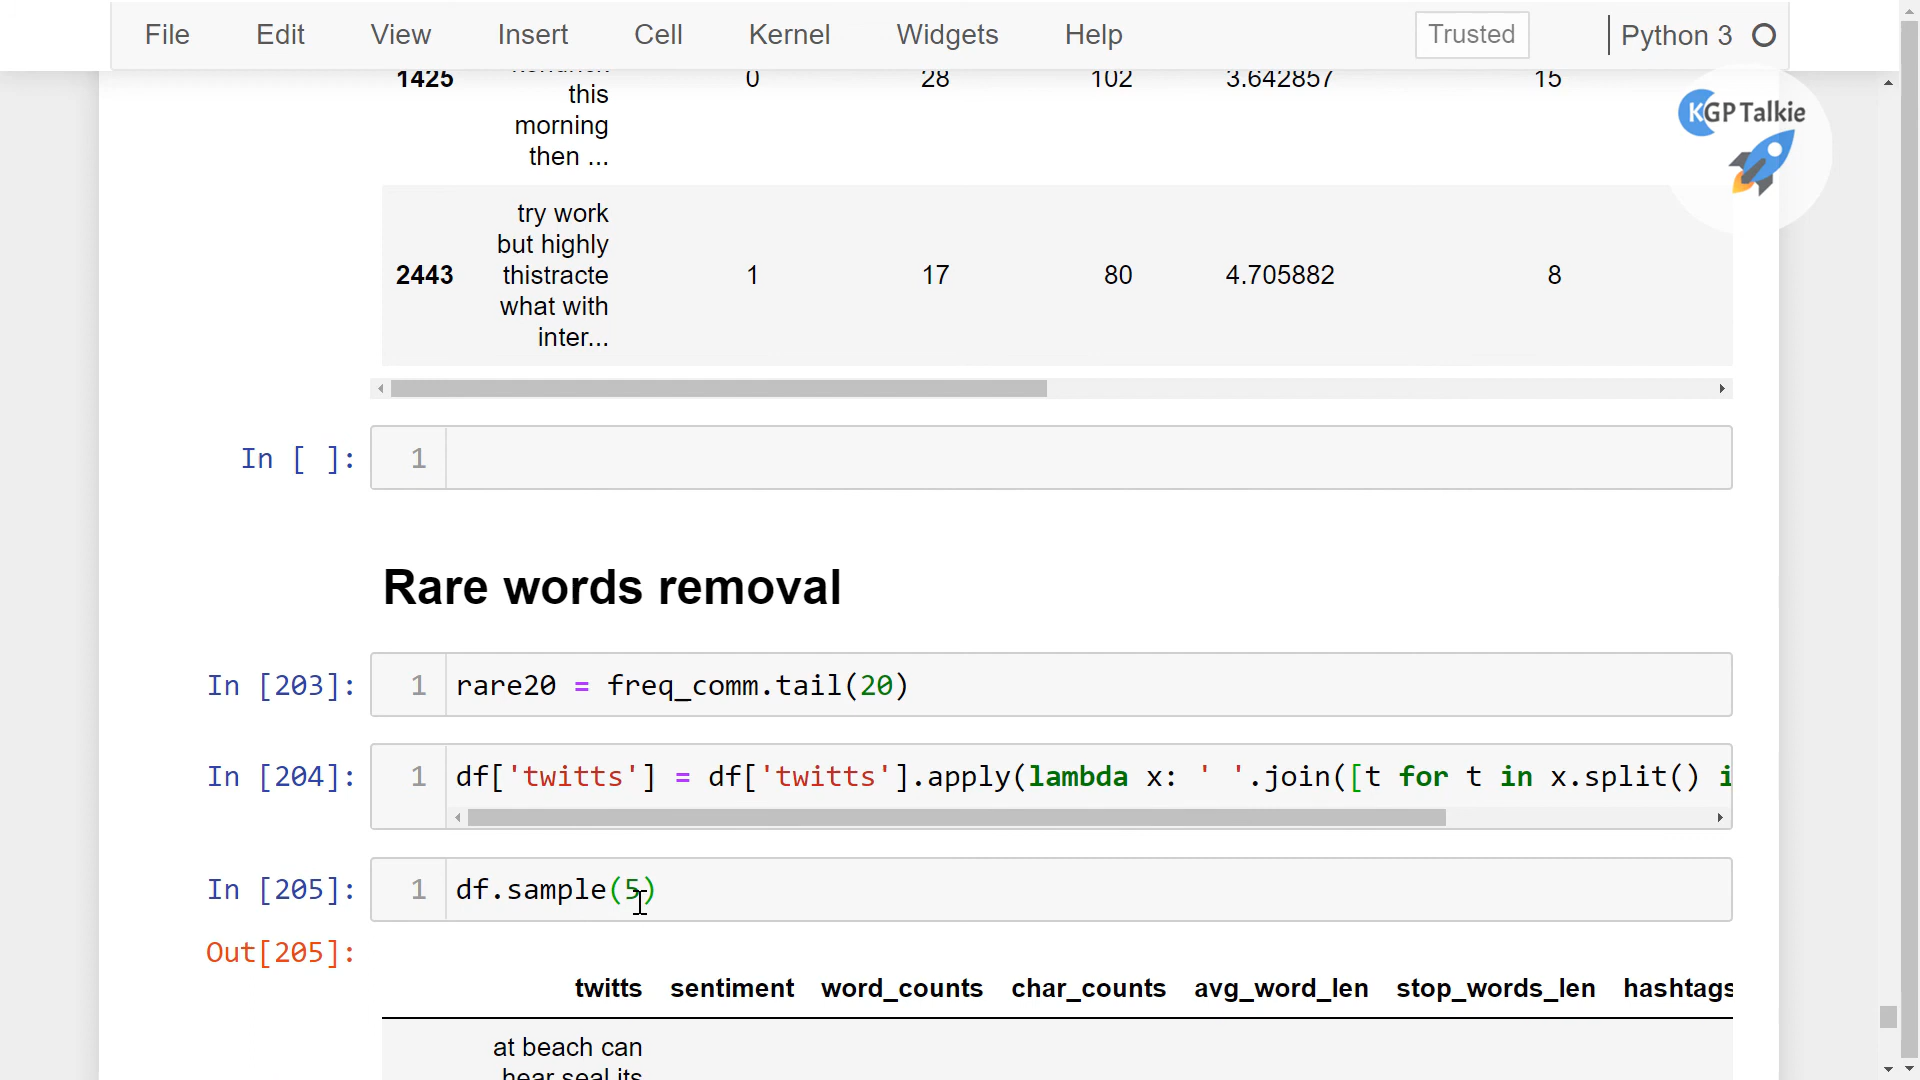 File Edit View Insert Cell Kernel Widgets Help Trusted Python 3
KGP Talkie
1425 0 28 102 3.642857 15
this
morning
then ...
try work
but highly
2443 thistracte 1 17 80 4.705882 8
what with
inter...
In [ ]: 1
Rare words removal
In [203]: 1 rare20 = freq_comm.tail(20)
In [204]: 1 df['twitts'] = df['twitts'].apply(lambda x: ' '.join([t for t in x.split() i
In [205]: 1 df.sample(5)
Out[205]:
twitts sentiment word_counts char_counts avg_word_len stop_words_len hashtags
at beach can
hear seal its